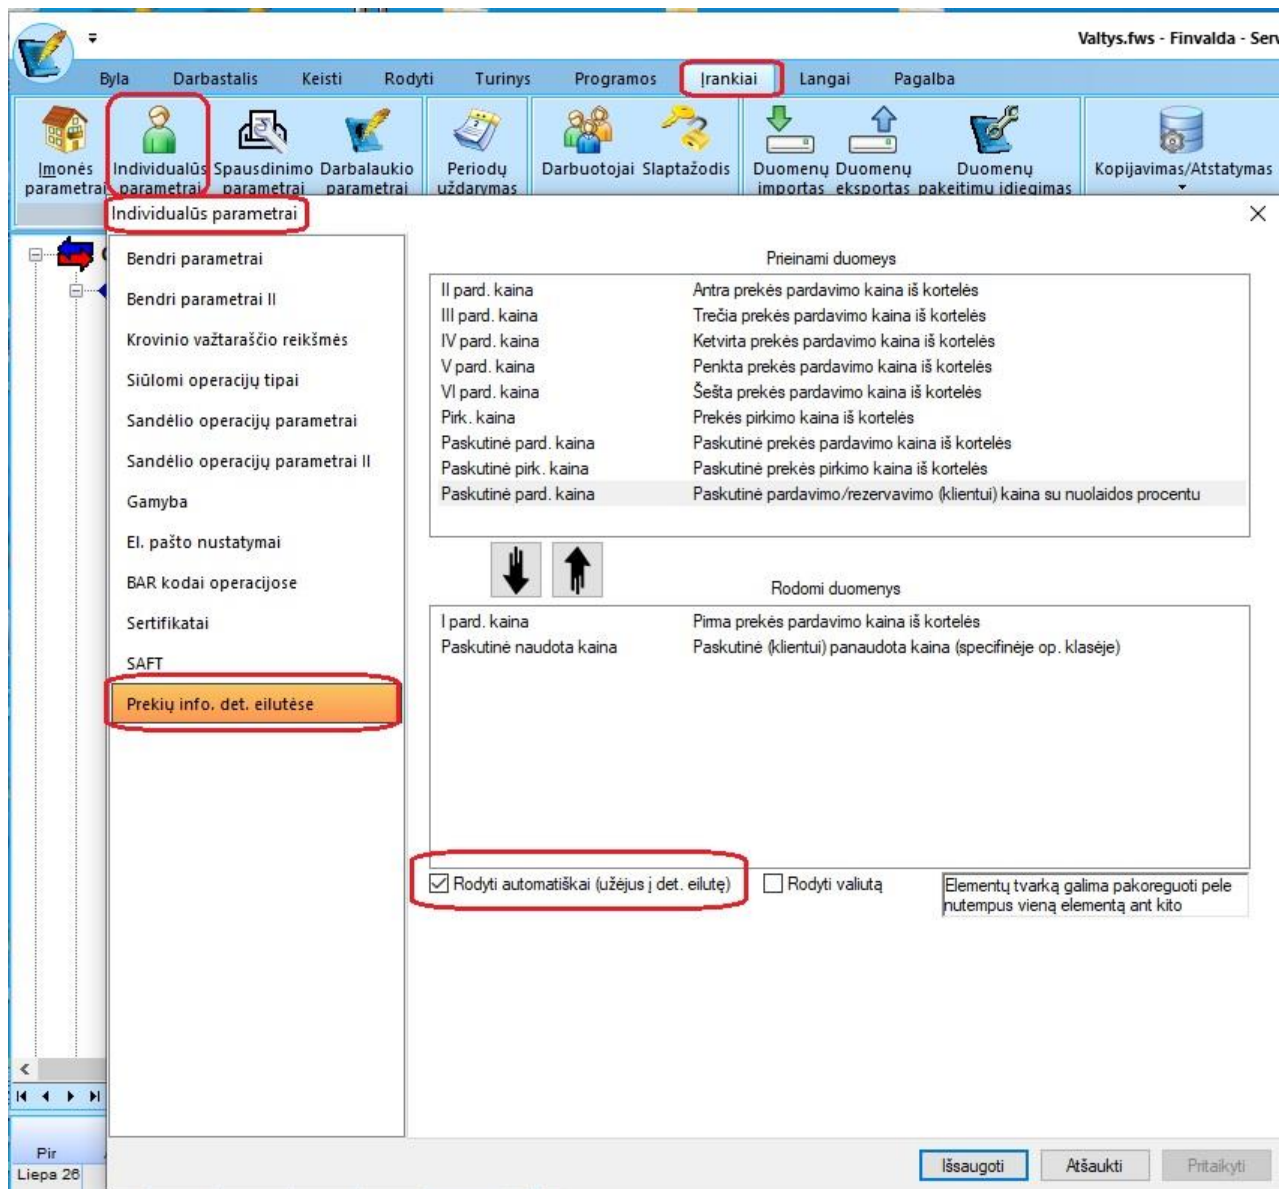 Valtys.fws - Finvalda - Ser
Byla Darbastalis Keisti Rodyti Turinys Programos Įrankiai Langai Pagalba
Įmonės parametrai
Individualūs parametrai
Spausdinimo parametrai
Darbalaukio parametrai
Periodų uždarymas
Darbuotojai
Slaptažodis
Duomenų importas
Duomenų eksportas
Duomenų pakeitimų įdiegimas
Kopijavimas/Atstatymas
Individualūs parametrai
Bendri parametrai
Bendri parametrai II
Krovinio važtaraščio reikšmės
Siūlomi operacijų tipai
Sandėlio operacijų parametrai
Sandėlio operacijų parametrai II
Gamyba
El. pašto nustatymai
BAR kodai operacijose
Sertifikatai
SAFT
Prekių info. det. eilutėse
Prieinami duomeys
II pard. kaina Antra prekės pardavimo kaina iš kortelės
III pard. kaina Trečia prekės pardavimo kaina iš kortelės
IV pard. kaina Ketvirta prekės pardavimo kaina iš kortelės
V pard. kaina Penkta prekės pardavimo kaina iš kortelės
VI pard. kaina Šešta prekės pardavimo kaina iš kortelės
Pirk. kaina Prekės pirkimo kaina iš kortelės
Paskutinė pard. kaina Paskutinė prekės pardavimo kaina iš kortelės
Paskutinė pirk. kaina Paskutinė prekės pirkimo kaina iš kortelės
Paskutinė pard. kaina Paskutinė pardavimo/rezervavimo (klientui) kaina su nuolaidos procentu
Rodomi duomenys
I pard. kaina Pirma prekės pardavimo kaina iš kortelės
Paskutinė naudota kaina Paskutinė (klientui) panaudota kaina (specifinėje op. klasėje)
Rodyti automatiškai (užėjus į det. eilutę)
Rodyti valiutą
Elementų tvarką galima pakoreguoti pele
nutempus vieną elementą ant kito
Pir
Liepa 26
Išsaugoti Atšaukti Pritaikyti